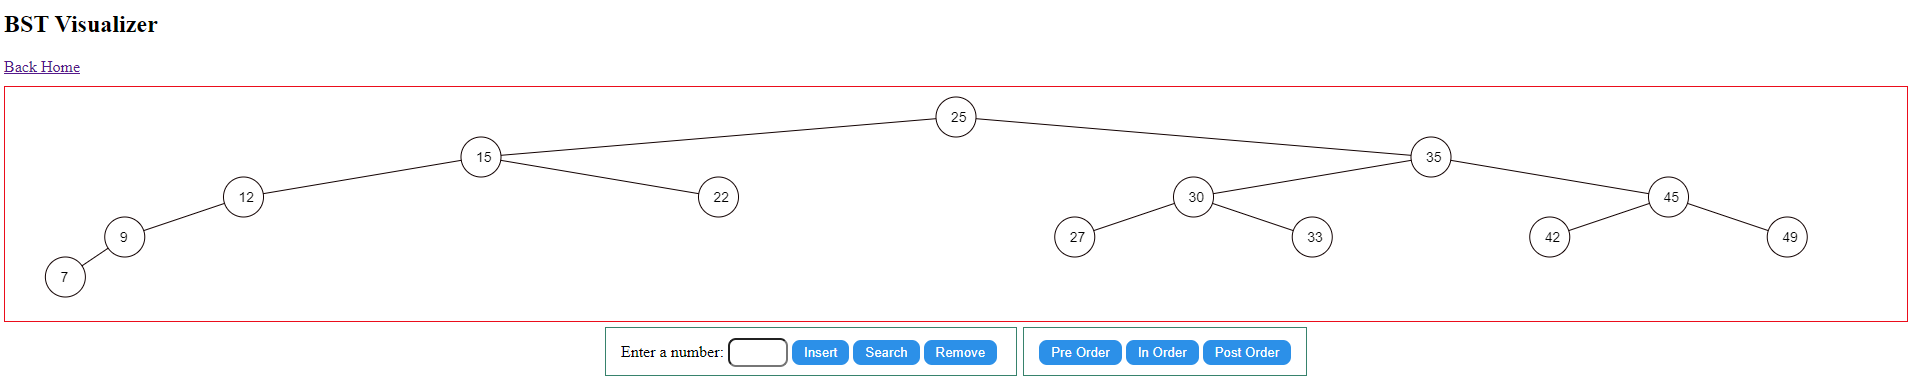 BST Visualizer
Back Home
25
15 35
12 22 30 45
9 27 33 42 49
7
Enter a number: Insert Search Remove Pre Order In Order Post Order